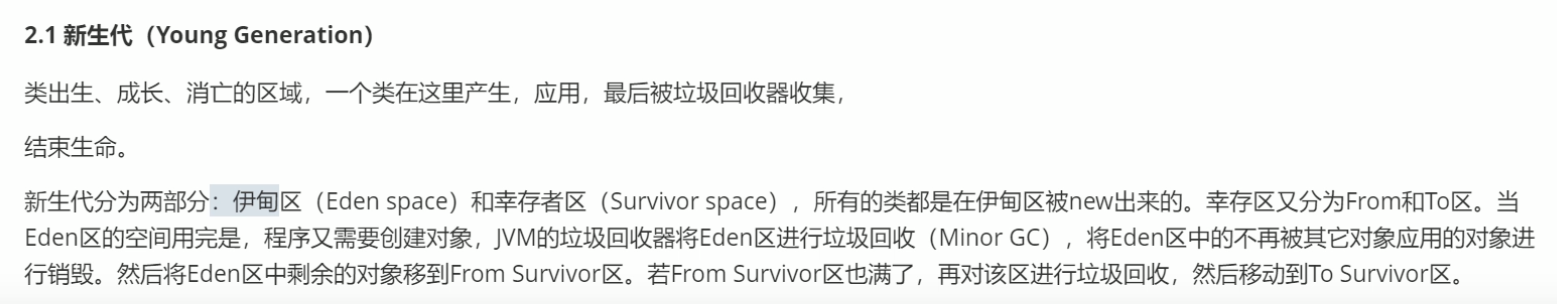 2.1 新生代（Young Generation）
类出生、成长、消亡的区域，一个类在这里产生，应用，最后被垃圾回收器收集，
结束生命。
新生代分为两部分：伊甸区（Eden space）和幸存者区（Survivor space），所有的类都是在伊甸区被new出来的。幸存区又分为From和To区。当
Eden区的空间用完是，程序又需要创建对象，JVM的垃圾回收器将Eden区进行垃圾回收（Minor GC），将Eden区中的不再被其它对象应用的对象进
行销毁。然后将Eden区中剩余的对象移到From Survivor区。若From Survivor区也满了，再对该区进行垃圾回收，然后移动到To Survivor区。